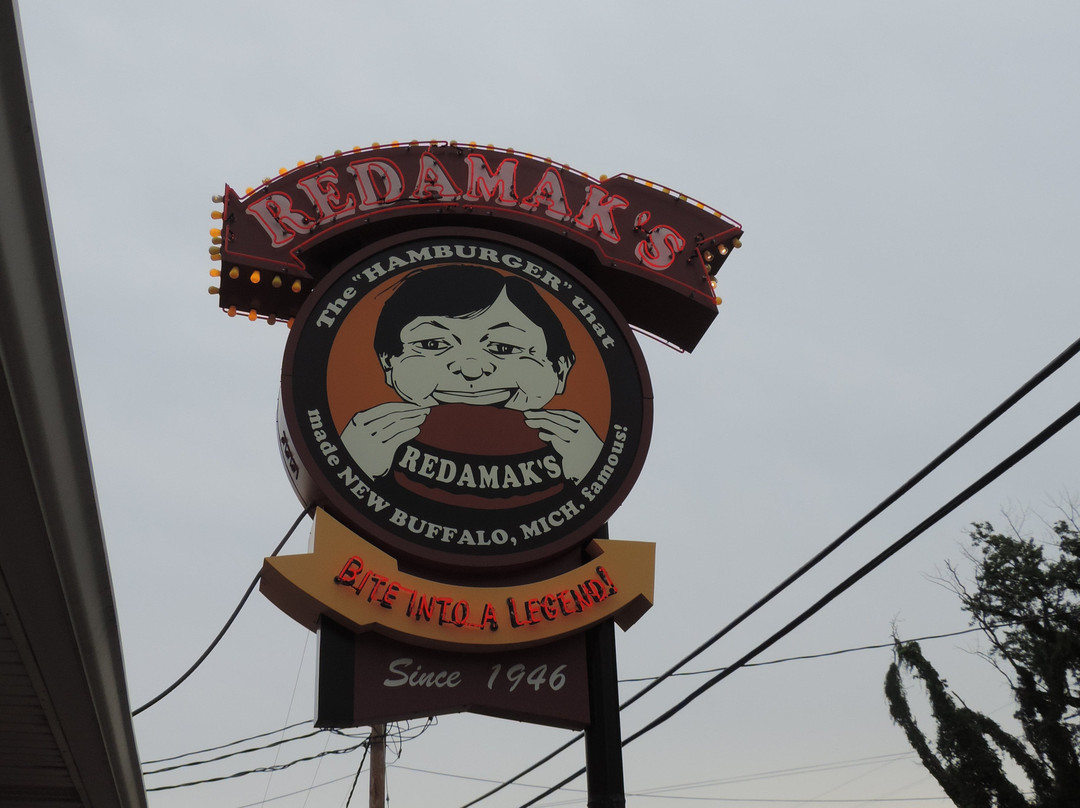 REDAMAK'S
The "HAMBURGER" that
made NEW BUFFALO, MICH. famous!
REDAMAK'S
BITE INTO A LEGEND!
Since 1946